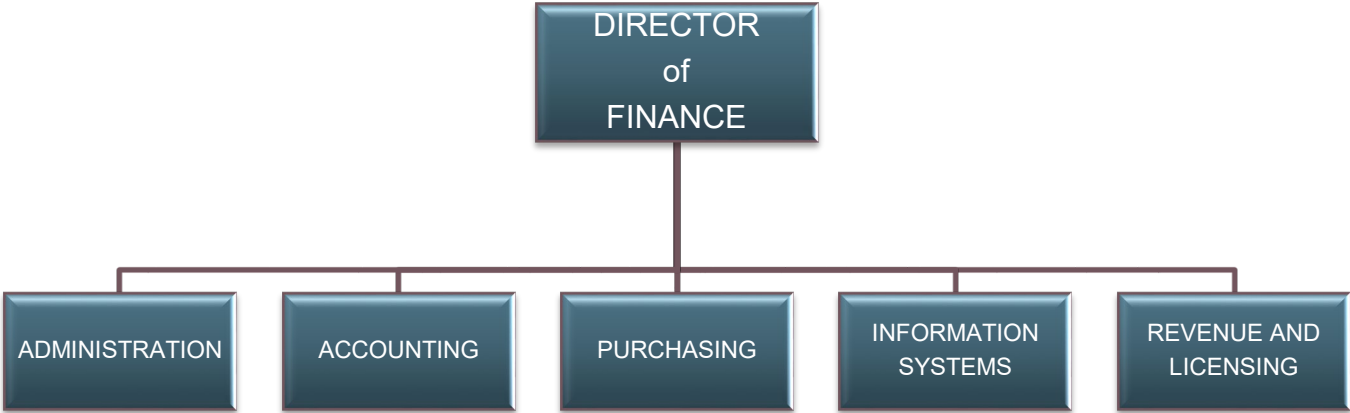 DIRECTOR
of
FINANCE
ADMINISTRATION
ACCOUNTING
PURCHASING
INFORMATION
SYSTEMS
REVENUE AND
LICENSING